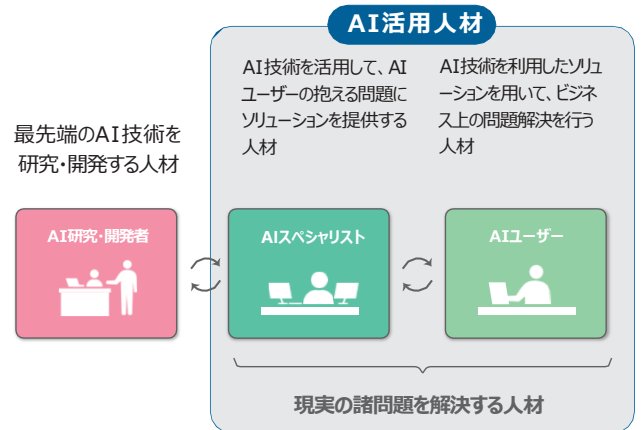 AI活用人材
最先端のAI技術を
研究・開発する人材
AI技術を活用して、AI
ユーザーの抱える問題に
ソリューションを提供する
人材
AI技術を利用したソリュ
ーションを用いて、ビジネ
ス上の問題解決を行う
人材
AI研究・開発者
AIスペシャリスト
AIユーザー
現実の諸問題を解決する人材